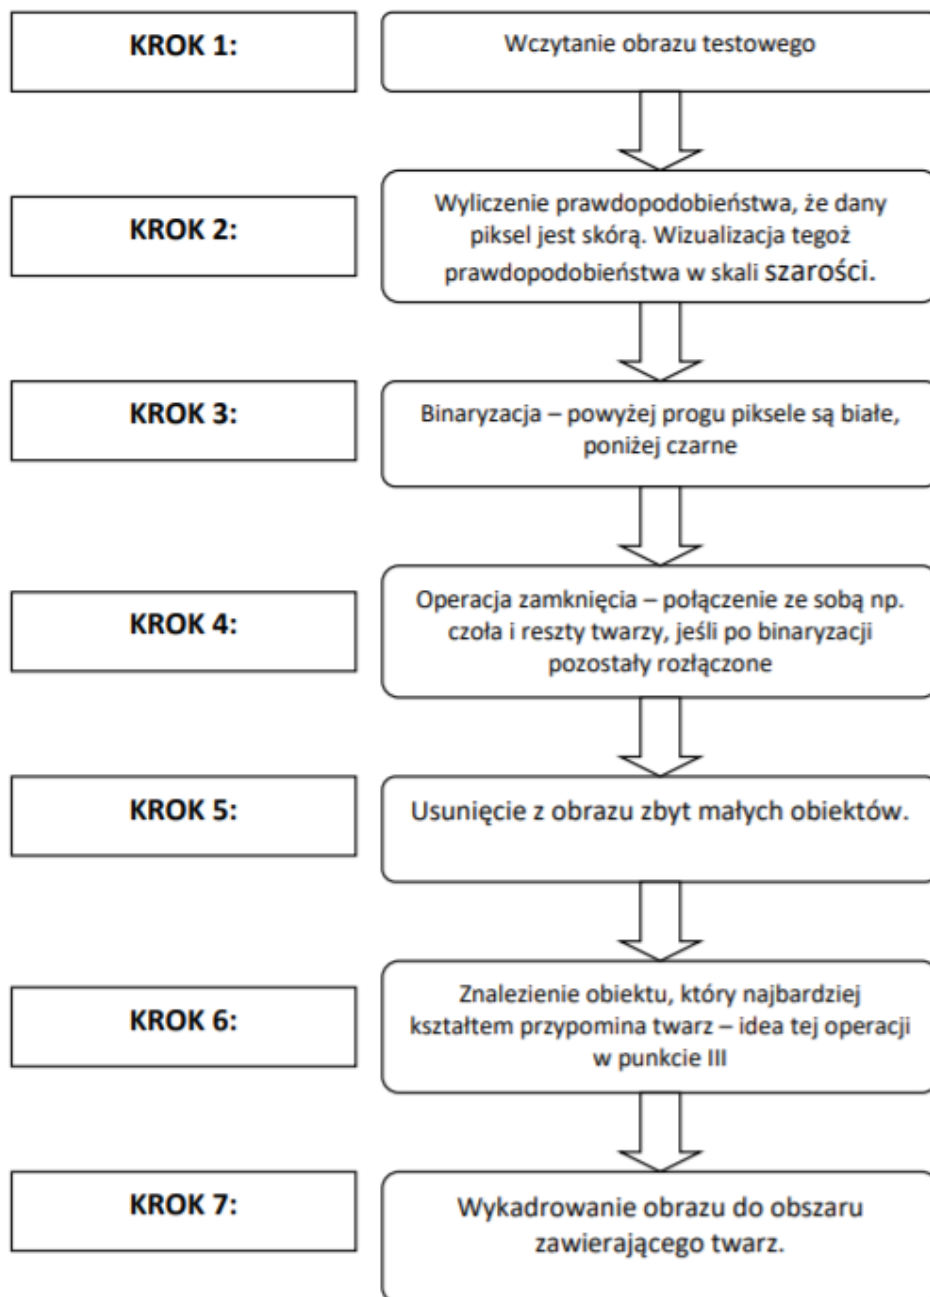 KROK 1:
Wczytanie obrazu testowego
KROK 2:
Wyliczenie prawdopodobieństwa, że dany
piksel jest skórą. Wizualizacja tegoż
prawdopodobieństwa w skali szarości.
KROK 3:
Binaryzacja – powyżej progu piksele są białe,
poniżej czarne
KROK 4:
Operacja zamknięcia – połączenie ze sobą np.
czoła i reszty twarzy, jeśli po binaryzacji
pozostały rozłączone
KROK 5:
Usunięcie z obrazu zbyt małych obiektów.
KROK 6:
Znalezienie obiektu, który najbardziej
kształtem przypomina twarz – idea tej operacji
w punkcie III
KROK 7:
Wykadrowanie obrazu do obszaru
zawierającego twarz.